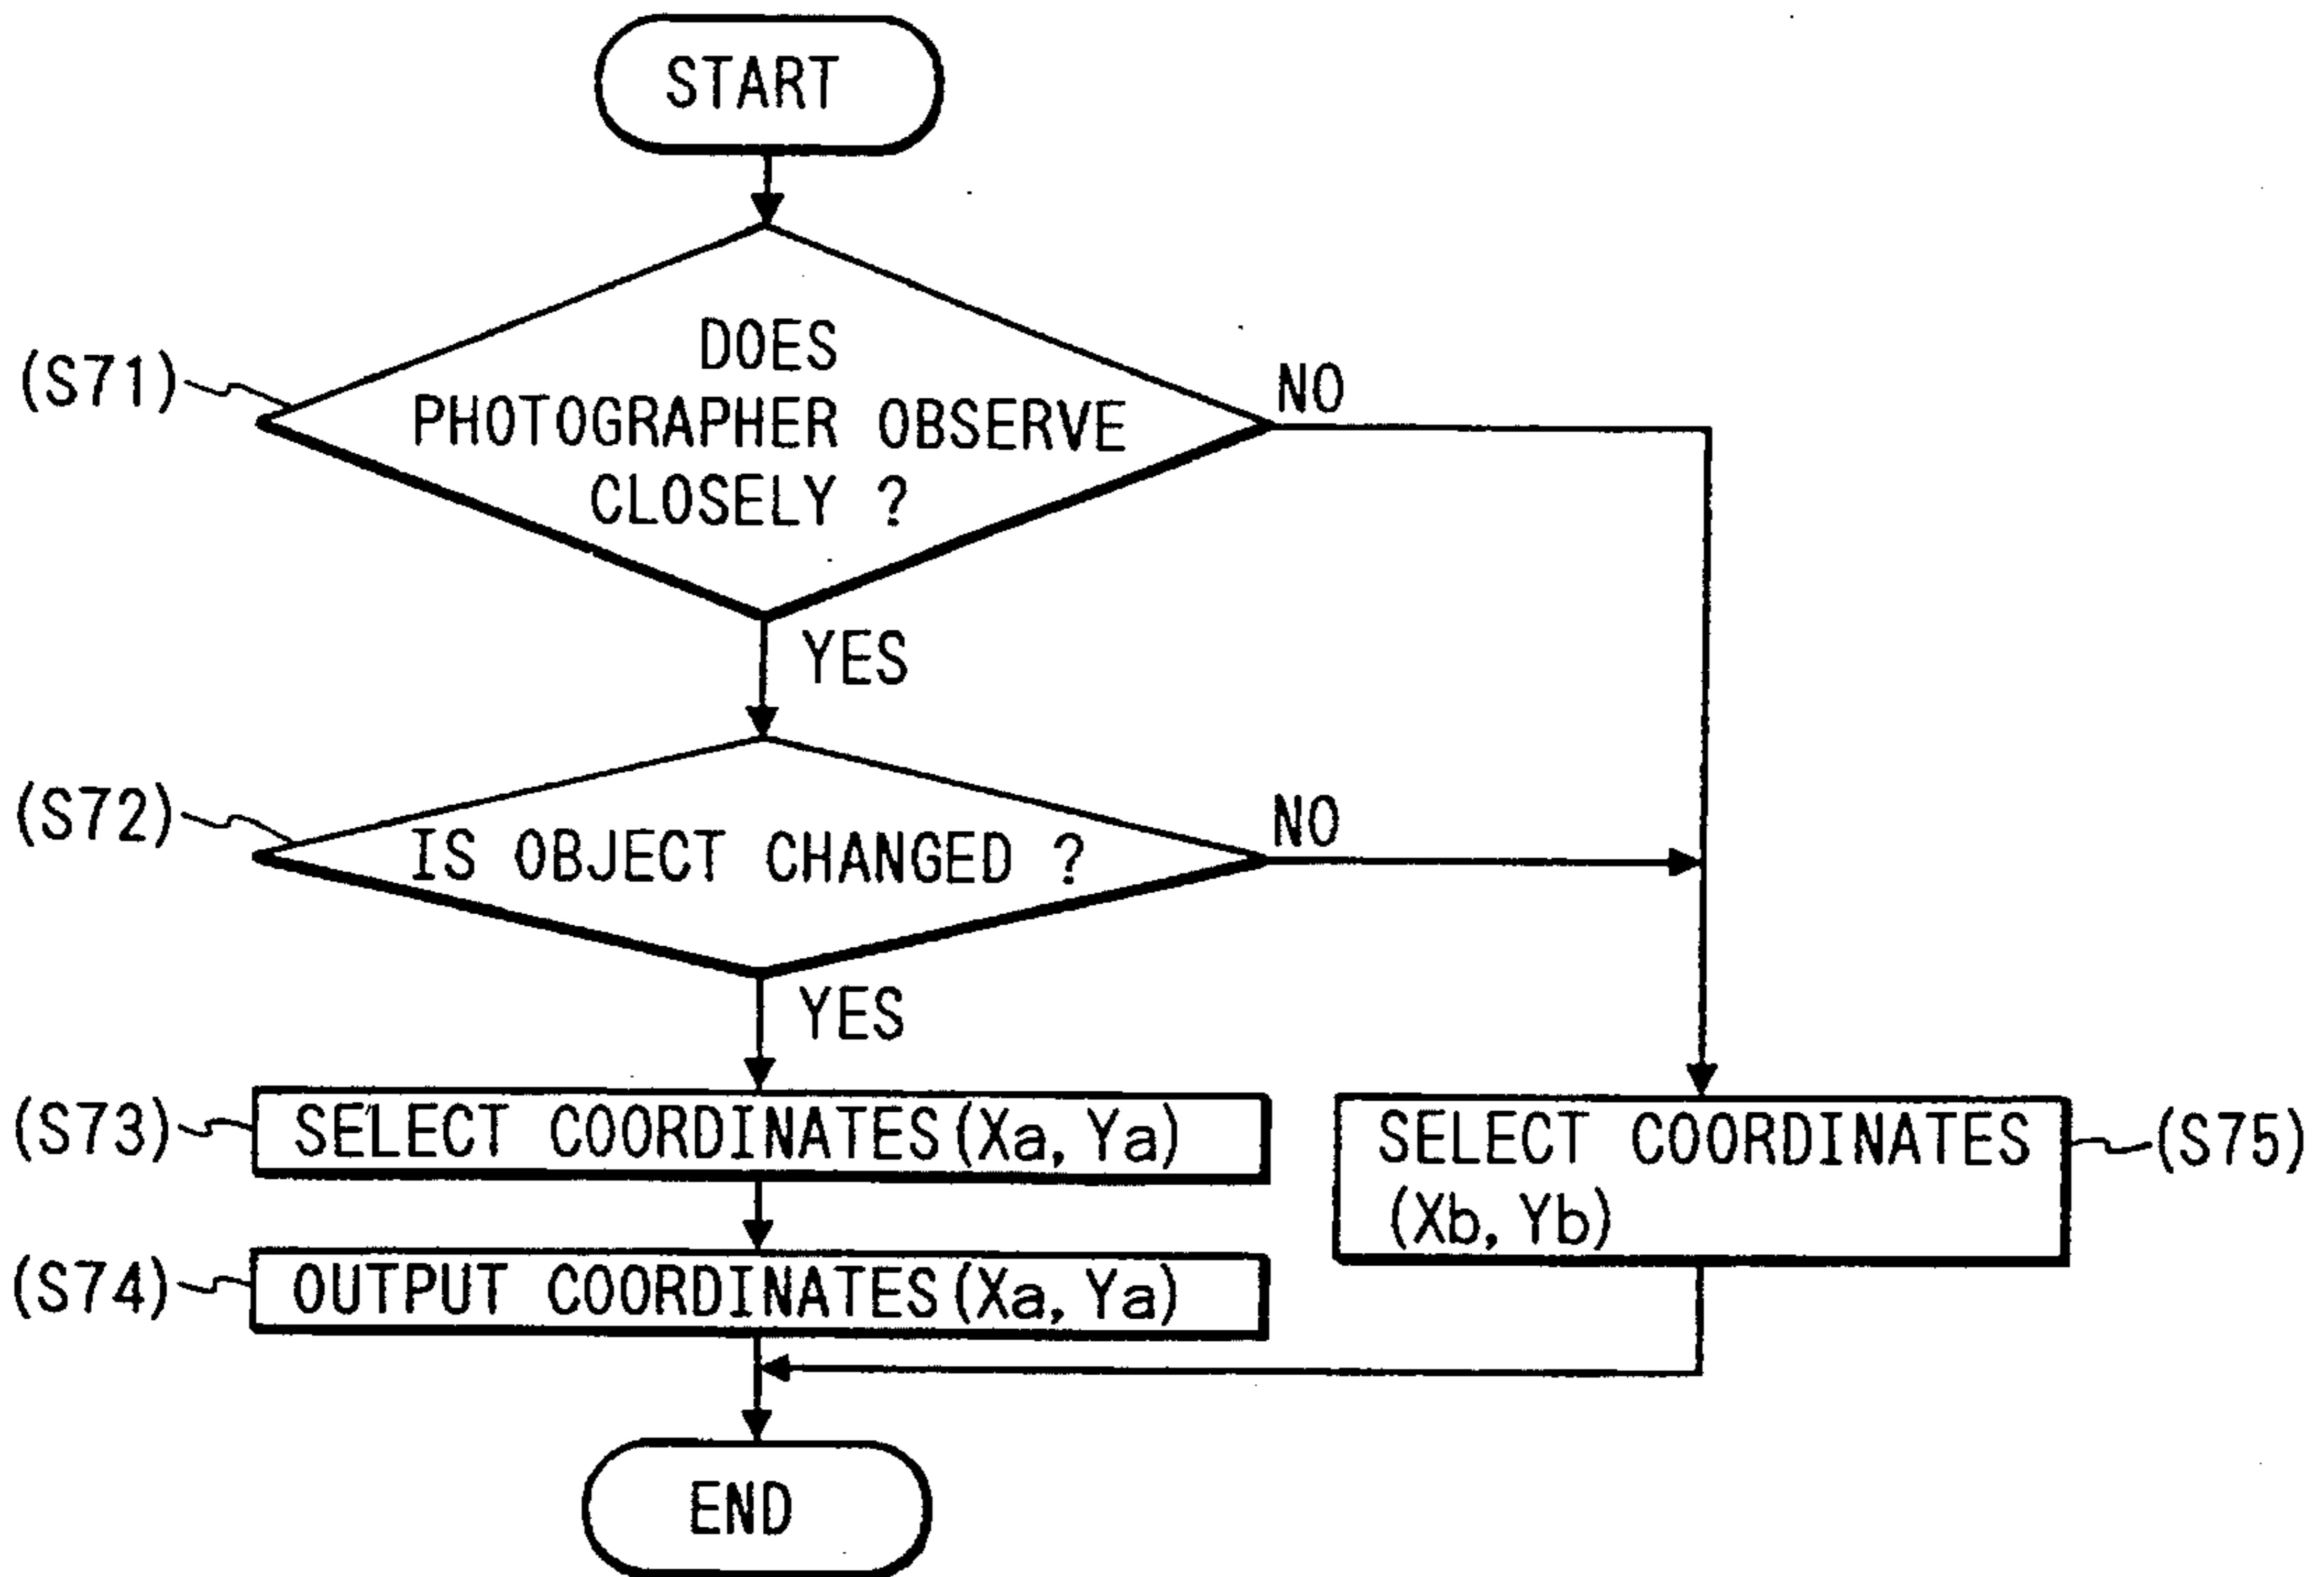 START
(S71)
DOES
PHOTOGRAPHER OBSERVE
CLOSELY ?
NO
YES
(S72)
IS OBJECT CHANGED ?
NO
YES
(S73)
SELECT COORDINATES(Xa, Ya)
SELECT COORDINATES
(Xb, Yb)
(S75)
(S74)
OUTPUT COORDINATES(Xa, Ya)
END